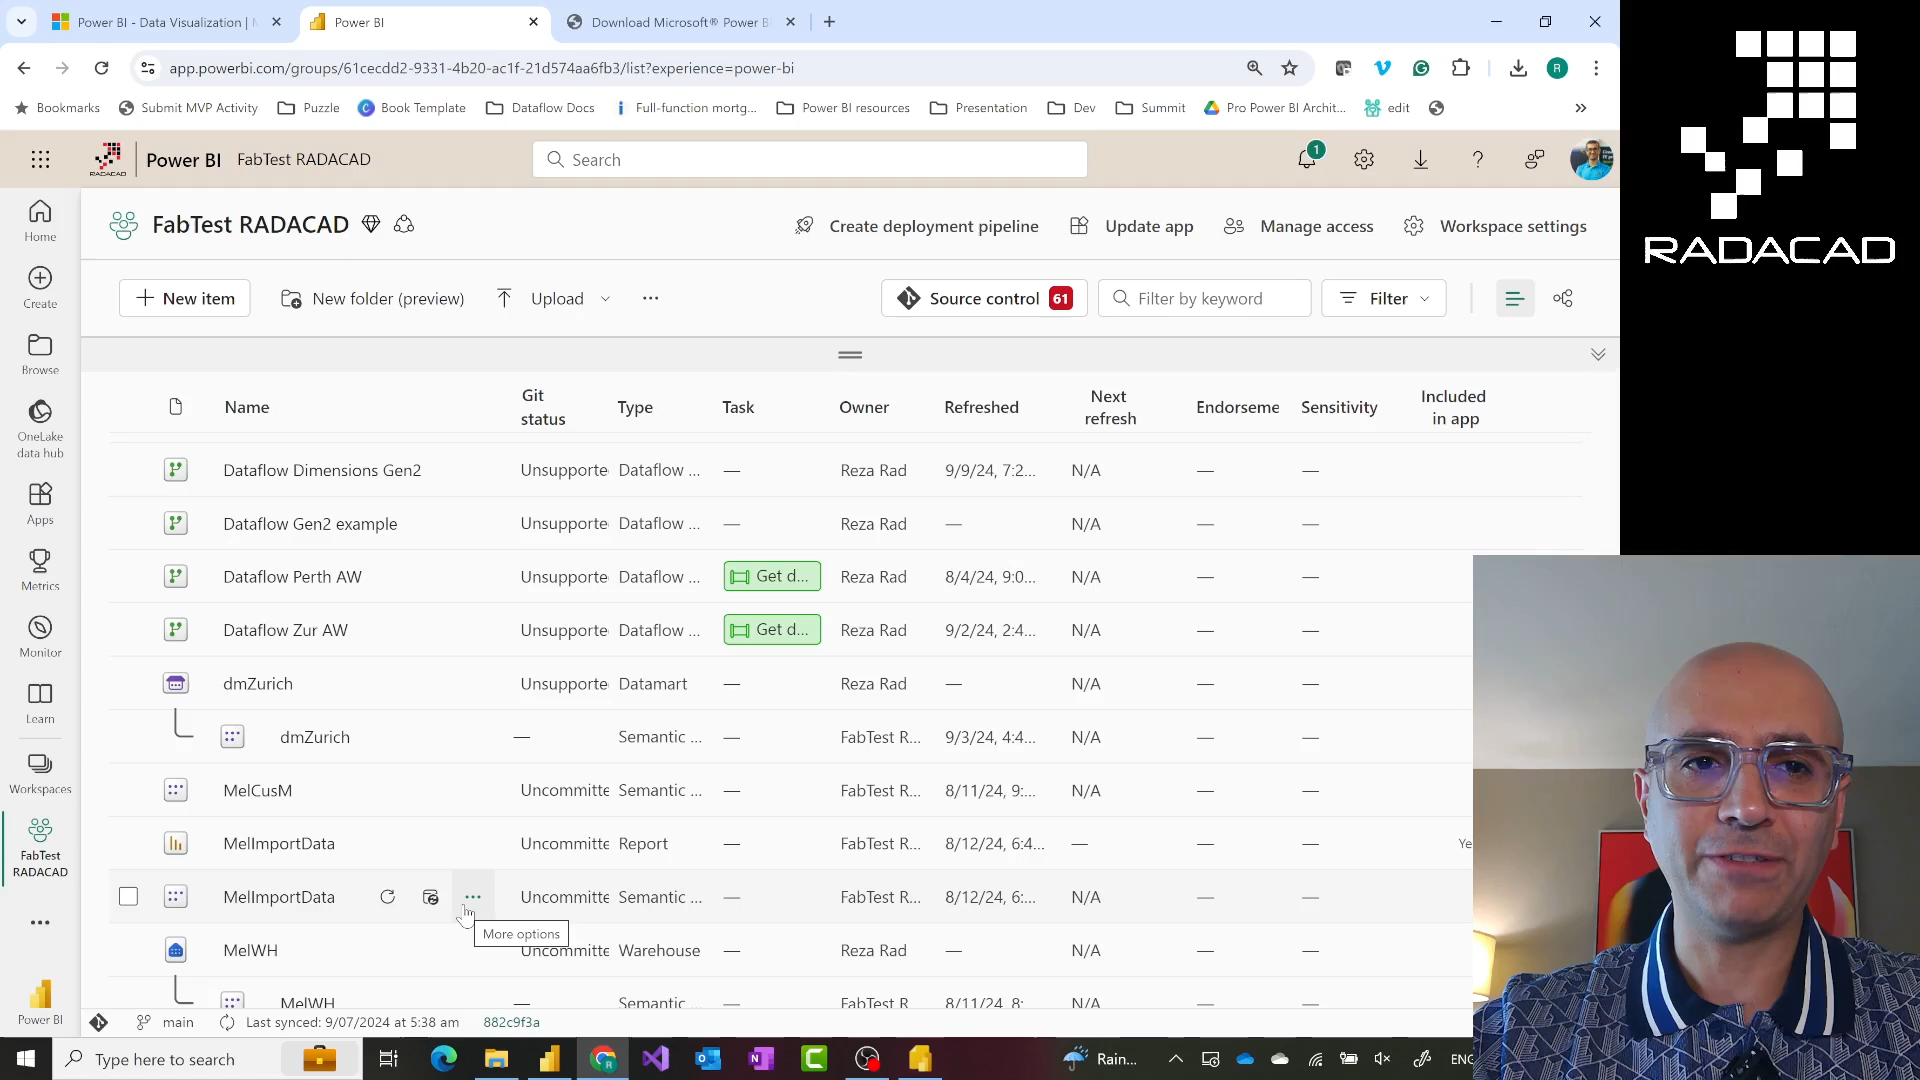 Power BI - Data Visualization | M
Power BI
Download Microsoft® Power B
app.powerbi.com/groups/61cecdd2-9331-4b20-ac1f-21d574aa6fb3/list?experience=power-bi
R
Bookmarks
Submit MVP Activity
Puzzle
Book Template
Dataflow Docs
Full-function mortg...
Power BI resources
Presentation
Dev
Summit
Pro Power BI Archit...
edit
RADACAD
Power BI
FabTest RADACAD
Search
1
RADACAD
FabTest RADACAD
Create deployment pipeline
Update app
Manage access
Workspace settings
New item
New folder (preview)
Upload
Source control 61
Filter by keyword
Filter
Home
Create
Browse
OneLake
data hub
Apps
Metrics
Monitor
Learn
Workspaces
FabTest
RADACAD
Power BI
Name
Git
status
Type
Task
Owner
Refreshed
Next
refresh
Endorseme
Sensitivity
Included
in app
Dataflow Dimensions Gen2 Unsupporte Dataflow ... — Reza Rad 9/9/24, 7:2... N/A — —
Dataflow Gen2 example Unsupporte Dataflow ... — Reza Rad — N/A — —
Dataflow Perth AW Unsupporte Dataflow ... Get d... Reza Rad 8/4/24, 9:0... N/A — —
Dataflow Zur AW Unsupporte Dataflow ... Get d... Reza Rad 9/2/24, 2:4... N/A — —
dmZurich Unsupporte Datamart — Reza Rad — N/A — —
dmZurich — Semantic ... — FabTest R... 9/3/24, 4:4... N/A — —
MelCusM Uncommitte Semantic ... — FabTest R... 8/11/24, 9:... N/A — —
MelImportData Uncommitte Report — FabTest R... 8/12/24, 6:4... — — — Ye
MelImportData Uncommitte Semantic ... — FabTest R... 8/12/24, 6:... N/A — —
More options
MelWH Uncommitte Warehouse — Reza Rad — N/A — —
MelWH — Semantic — FabTest R 8/11/24, 8: N/A — —
main
Last synced: 9/07/2024 at 5:38 am
882c9f3a
Type here to search
Rain...
ENG